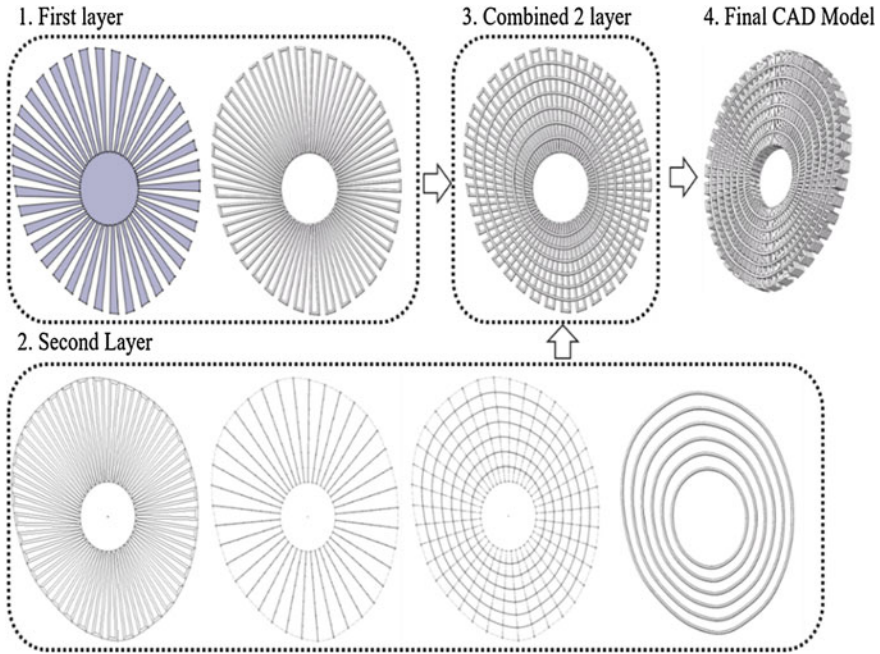 1. First layer
3. Combined 2 layer
4. Final CAD Model
2. Second Layer